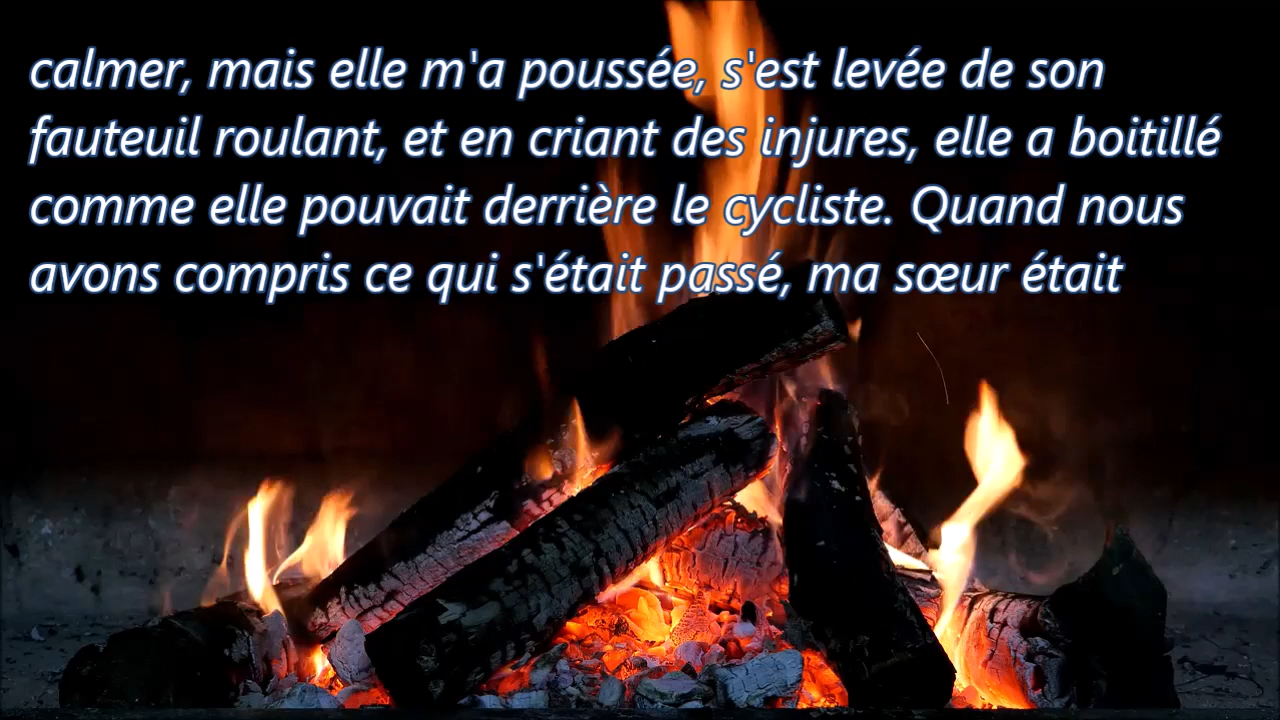 calmer, mais elle m'a poussée, s'est levée de son
fauteuil roulant, et en criant des injures, elle a boitillé
comme elle pouvait derrière le cycliste. Quand nous
avons compris ce qui s'était passé, ma sœur était